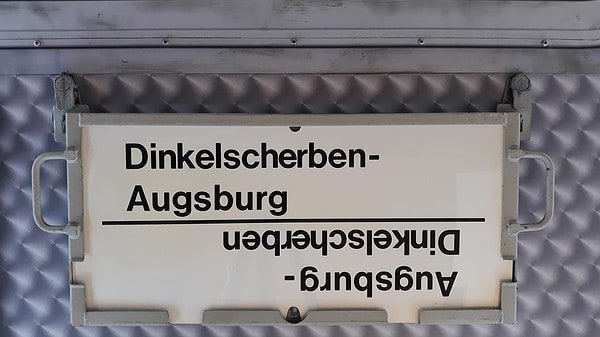 Dinkelscherben-
Augsburg
Augsburg-
Dinkelscherben